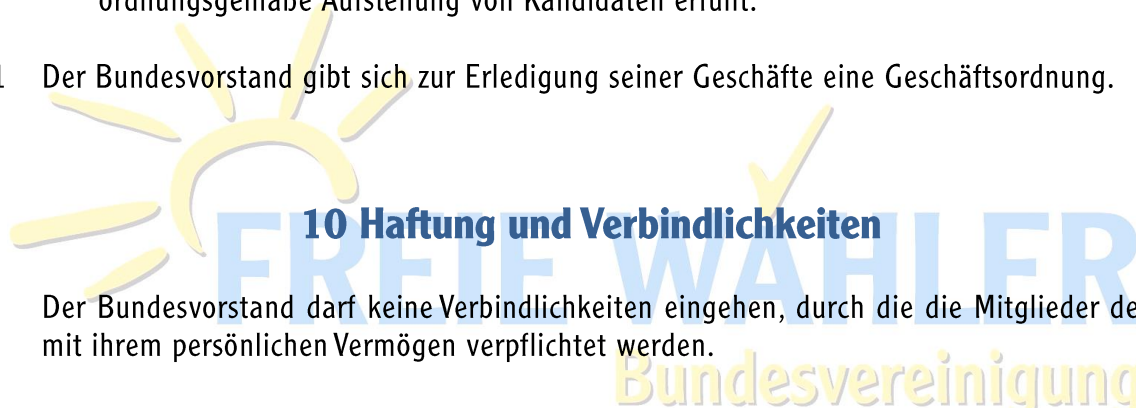 ordnungsgemäße Aufstellung von Kandidaten erfüllt.
Der Bundesvorstand gibt sich zur Erledigung seiner Geschäfte eine Geschäftsordnung.
10 Haftung und Verbindlichkeiten
FREIE WÄHLER
Der Bundesvorstand darf keine Verbindlichkeiten eingehen, durch die die Mitglieder
mit ihrem persönlichen Vermögen verpflichtet werden.
Bundesvereinigung